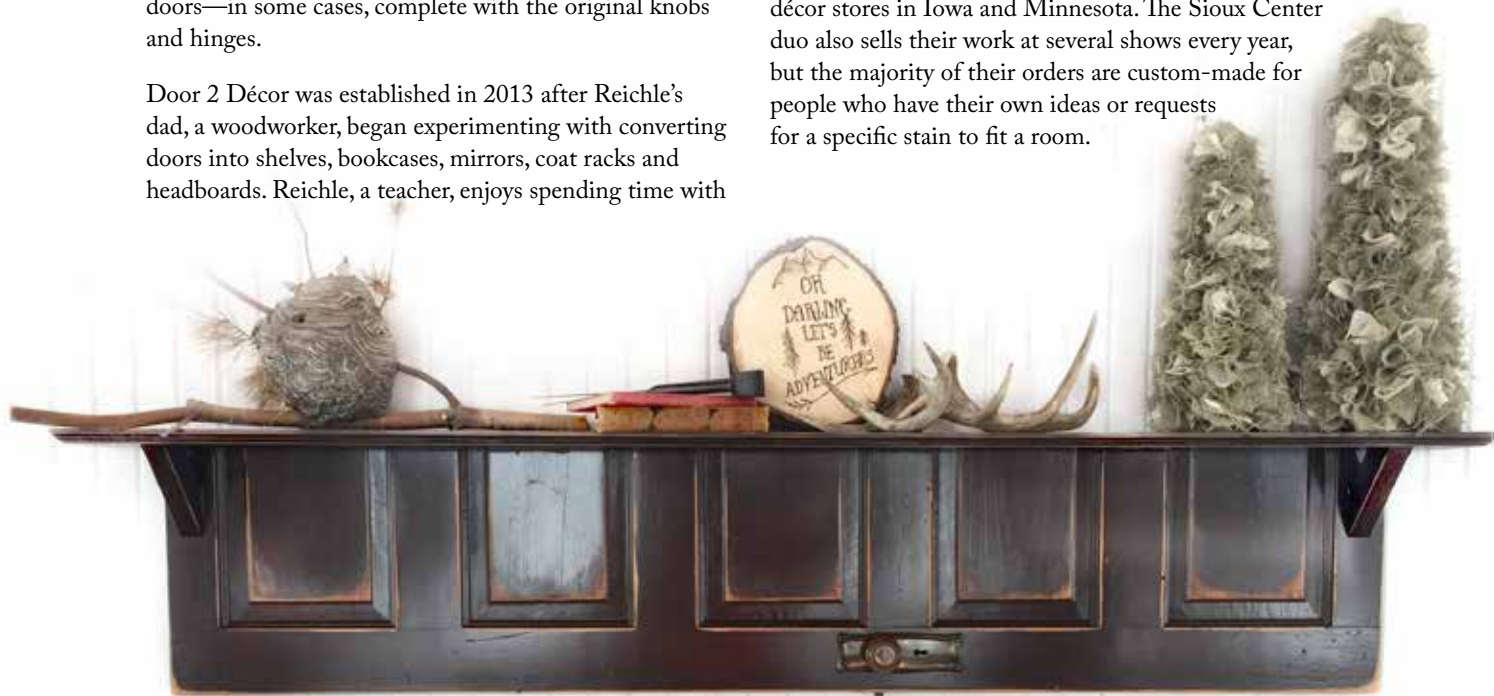 doors—in some cases, complete with the original knobs
and hinges.
Door 2 Décor was established in 2013 after Reichle’s
dad, a woodworker, began experimenting with converting
doors into shelves, bookcases, mirrors, coat racks and
headboards. Reichle, a teacher, enjoys spending time with
décor stores in Iowa and Minnesota. The Sioux Center
duo also sells their work at several shows every year,
but the majority of their orders are custom-made for
people who have their own ideas or requests
for a specific stain to fit a room.
OH
DARLING
LET'S
BE
ADVENTURERS